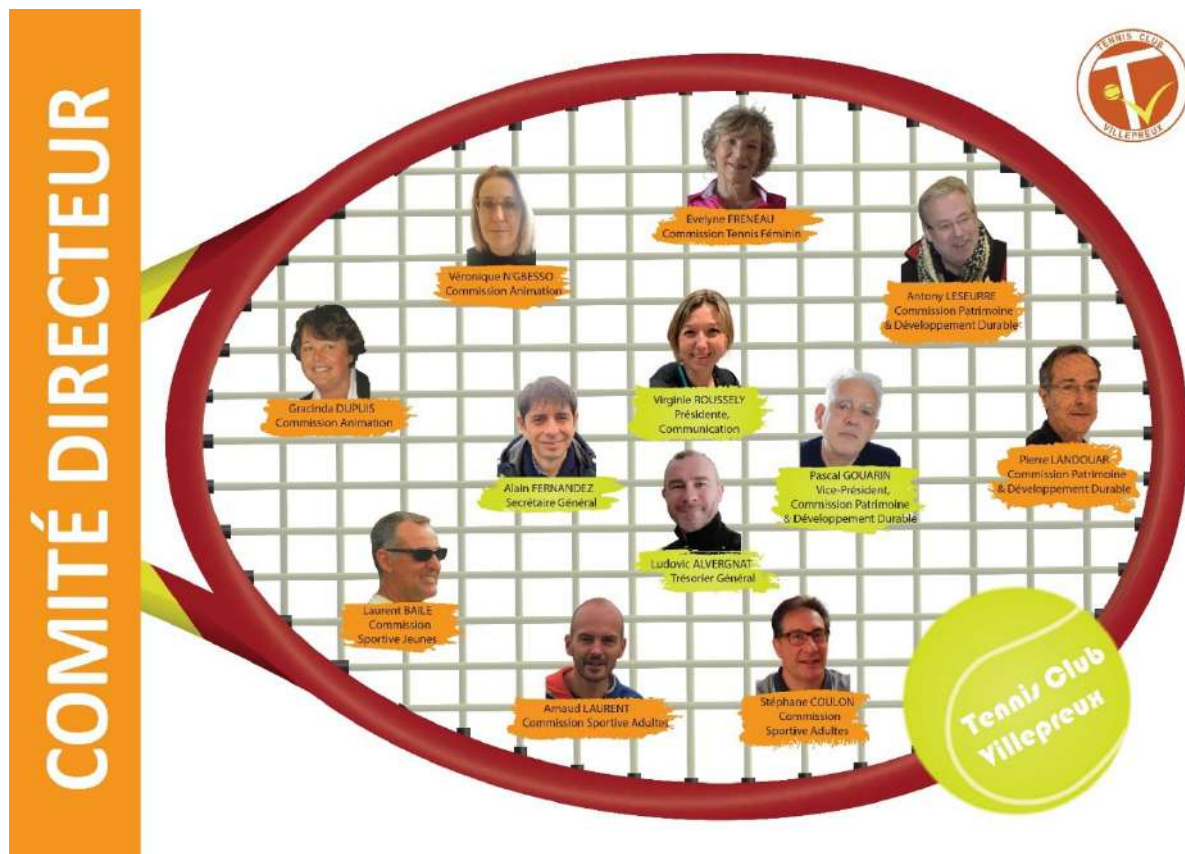 COMITÉ DIRECTEUR
TENNIS CLUB
VILLEPREUX
Evelyne FRENEAU
Commission Tennis Féminin
Véronique N'GBESSO
Commission Animation
Antony LESEURRE
Commission Patrimoine
& Développement Durable
Gracinda DUPUIS
Commission Animation
Virginie ROUSSELY
Présidente,
Communication
Pierre LANDOUAR
Commission Patrimoine
& Développement Durable
Alain FERNANDEZ
Secrétaire Général
Pascal GOUARIN
Vice-Président,
Commission Patrimoine
& Développement Durable
Ludovic ALVERGNAT
Trésorier Général
Laurent BAILE
Commission
Sportive Jeunes
Arnaud LAURENT
Commission Sportive Adultes
Stéphane COULON
Commission
Sportive Adultes
Tennis Club
Villepreux